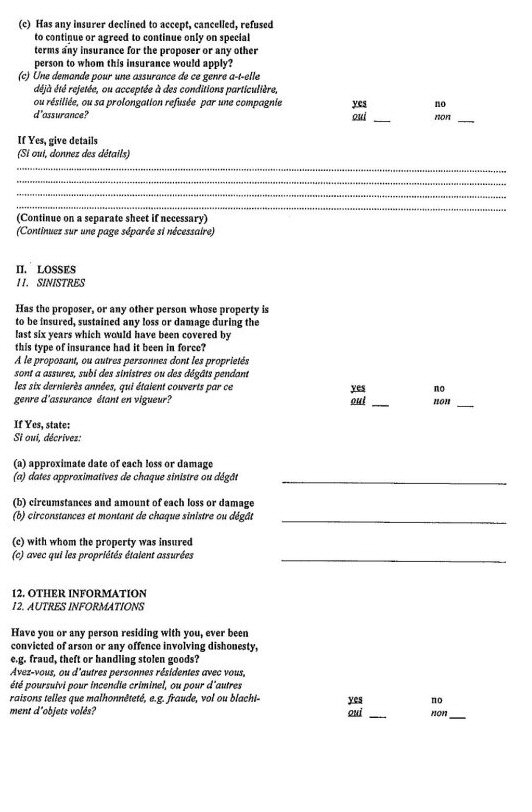 (c) Has any insurer declined to accept, cancelled, refused
to continue or agreed to continue only on special
terms any insurance for the proposer or any other
person to whom this insurance would apply?
(c) Une demande pour une assurance de ce genre a-t-elle
déjà été rejetée, ou acceptée à des conditions particulière,
ou résiliée, ou sa prolongation refusée par une compagnie
d'assurance?
yes no
oui ___ non ___
If Yes, give details
(Si oui, donnez des détails)
(Continue on a separate sheet if necessary)
(Continuez sur une page séparée si nécessaire)
II. LOSSES
11. SINISTRES
Has the proposer, or any other person whose property is
to be insured, sustained any loss or damage during the
last six years which would have been covered by
this type of insurance had it been in force?
A le proposant, ou autres personnes dont les proprietés
sont a assures, subi des sinistres ou des dégâts pendant
les six dernierès années, qui étaient couverts par ce
genre d'assurance étant en vigueur?
yes no
oui ___ non ___
If Yes, state:
Si oui, décrivez:
(a) approximate date of each loss or damage
(a) dates approximatives de chaque sinistre ou dégât
(b) circumstances and amount of each loss or damage
(b) circonstances et montant de chaque sinistre ou dégât
(c) with whom the property was insured
(c) avec qui les propriétés étaient assurées
12. OTHER INFORMATION
12. AUTRES INFORMATIONS
Have you or any person residing with you, ever been
convicted of arson or any offence involving dishonesty,
e.g. fraud, theft or handling stolen goods?
Avez-vous, ou d'autres personnes résidentes avec vous,
été poursuivi pour incendie criminel, ou pour d'autres
raisons telles que malhonnêteté, e.g. fraude, vol ou blachi-
ment d'objets volés?
yes no
oui ___ non ___